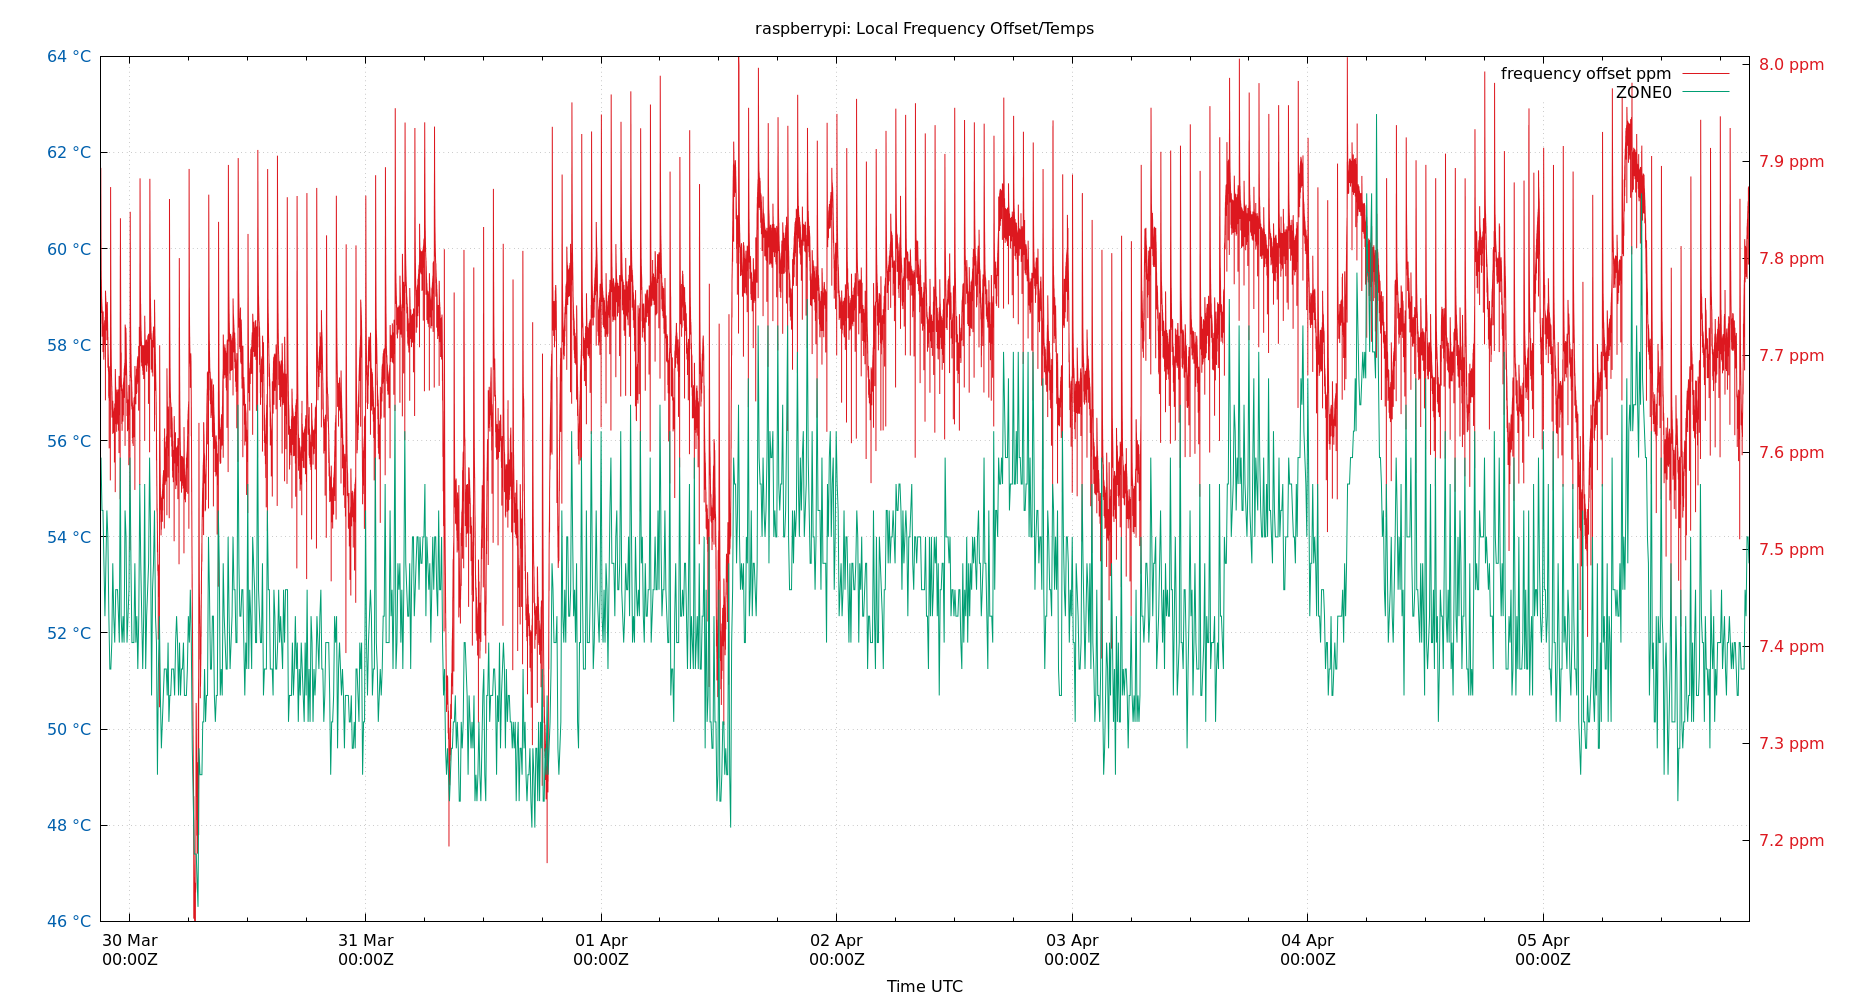 raspberrypi: Local Frequency Offset/Temps
64 °C
62 °C
60 °C
58 °C
56 °C
54 °C
52 °C
50 °C
48 °C
46 °C
8.0 ppm
7.9 ppm
7.8 ppm
7.7 ppm
7.6 ppm
7.5 ppm
7.4 ppm
7.3 ppm
7.2 ppm
frequency offset ppm
ZONE0
30 Mar
00:00Z
31 Mar
00:00Z
01 Apr
00:00Z
02 Apr
00:00Z
03 Apr
00:00Z
04 Apr
00:00Z
05 Apr
00:00Z
Time UTC